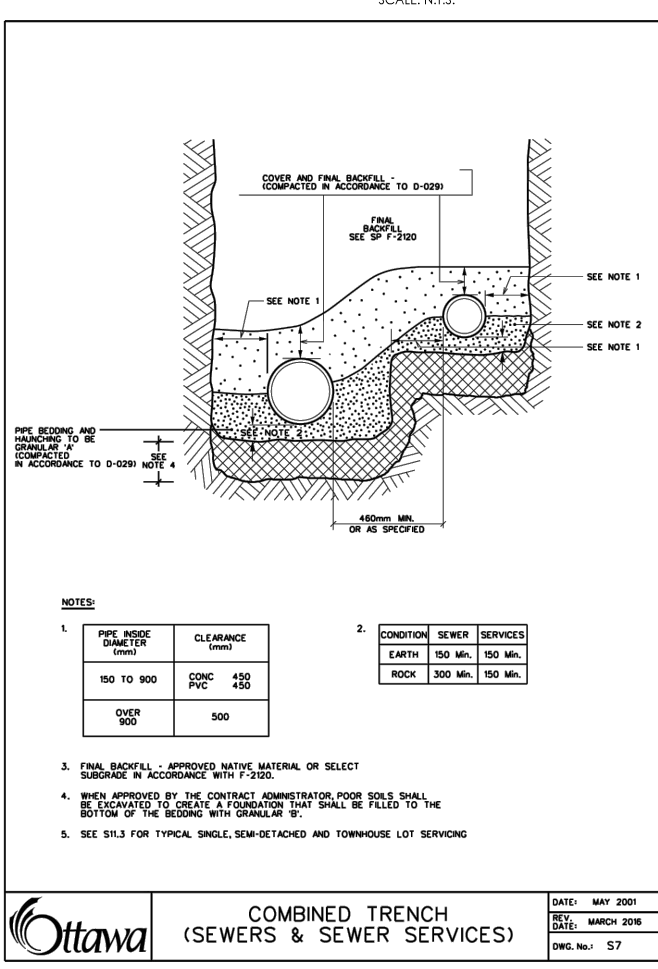 SCALE: N.T.S.
COVER AND FINAL BACKFILL -
(COMPACTED IN ACCORDANCE TO D-029)
FINAL
BACKFILL
SEE SP F-2120
SEE NOTE 1
SEE NOTE 1
SEE NOTE 2
SEE NOTE 1
PIPE BEDDING AND
HAUNCHING TO BE
GRANULAR 'A'
(COMPACTED
IN ACCORDANCE TO D-029)
SEE
NOTE 4
SEE NOTE 2
460mm MIN.
OR AS SPECIFIED
NOTES:
1.
PIPE INSIDE
DIAMETER
(mm)
CLEARANCE
(mm)
150 TO 900
CONC 450
PVC 450
OVER
900
500
2.
CONDITION SEWER SERVICES
EARTH 150 Min. 150 Min.
ROCK 300 Min. 150 Min.
3. FINAL BACKFILL - APPROVED NATIVE MATERIAL OR SELECT
SUBGRADE IN ACCORDANCE WITH F-2120.
4. WHEN APPROVED BY THE CONTRACT ADMINISTRATOR, POOR SOILS SHALL
BE EXCAVATED TO CREATE A FOUNDATION THAT SHALL BE FILLED TO THE
BOTTOM OF THE BEDDING WITH GRANULAR 'B'.
5. SEE S11.3 FOR TYPICAL SINGLE, SEMI-DETACHED AND TOWNHOUSE LOT SERVICING
Ottawa
COMBINED TRENCH
(SEWERS & SEWER SERVICES)
DATE: MAY 2001
REV.
DATE: MARCH 2016
DWG. No.: S7